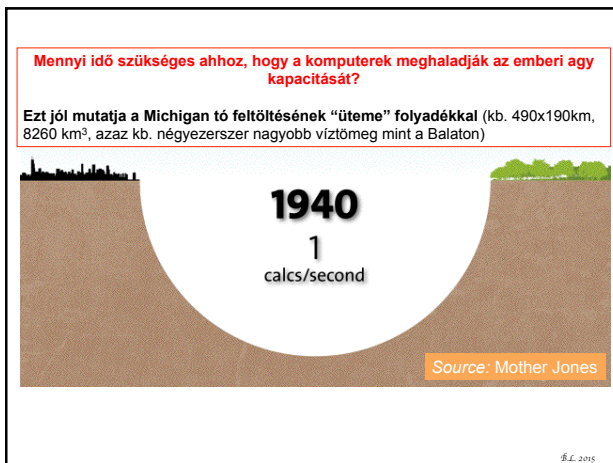 Mennyi idő szükséges ahhoz, hogy a komputerek meghaladják az emberi agy
kapacitását?
Ezt jól mutatja a Michigan tó feltöltésének “üteme” folyadékkal (kb. 490x190km,
8260 km³, azaz kb. négyezerszer nagyobb víztömeg mint a Balaton)
1940
1
calcs/second
Source: Mother Jones
É.L. 2015